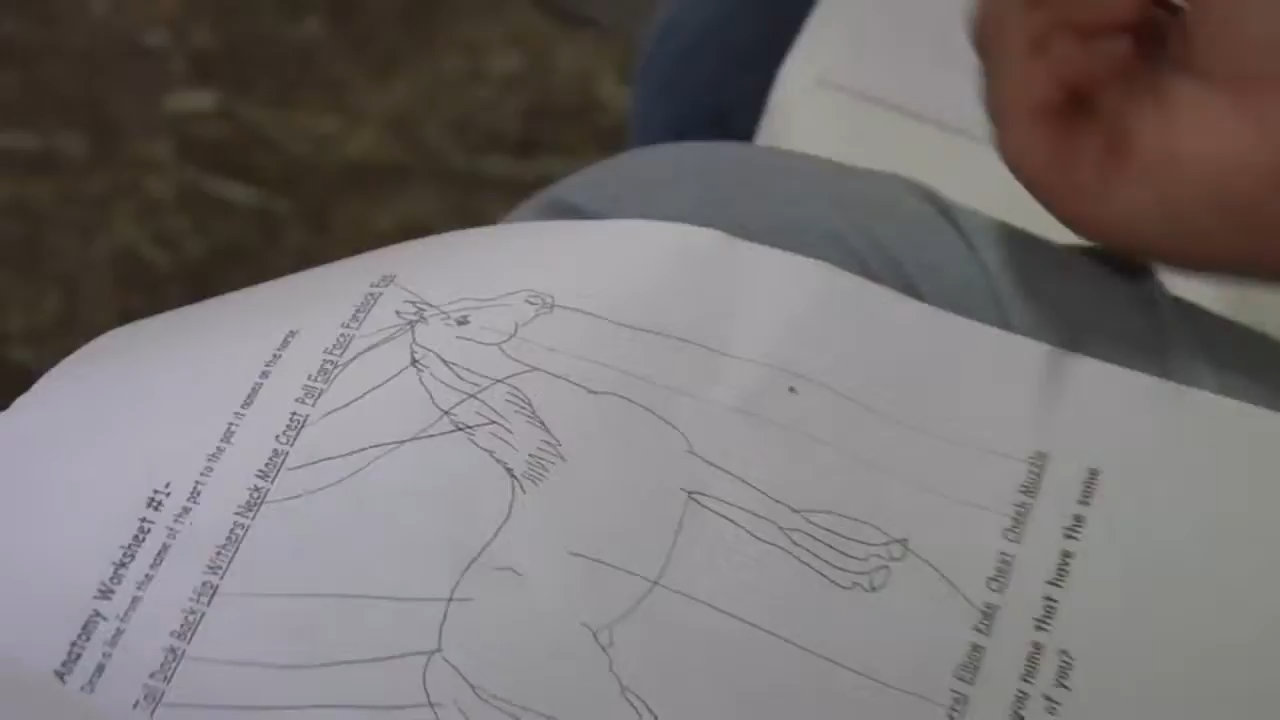 Anatomy Worksheet #1-
Draw a line from the name of the part to the part it names on the horse.
Tail Dock Back Hip Withers Neck Mane Crest Poll Ears Face Forelock Eye
Elbow Knee Chest Cheek Muzzle
you name that have the same
of you?